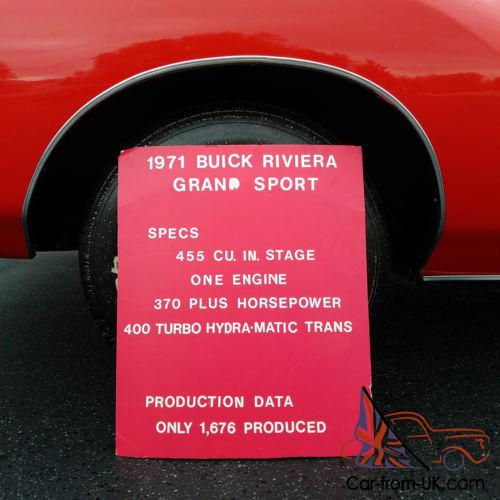 1971 BUICK RIVIERA
GRAND SPORT
SPECS
455 CU. IN. STAGE
ONE ENGINE
370 PLUS HORSEPOWER
400 TURBO HYDRA-MATIC TRANS
PRODUCTION DATA
ONLY 1,676 PRODUCED
Car-from-UK.com